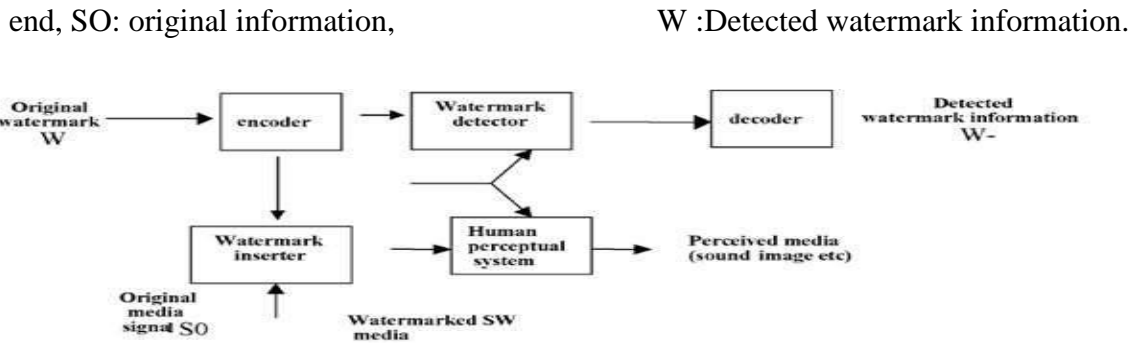 end, SO: original information, W :Detected watermark information.
Original
watermark
W
encoder
Watermark
detector
decoder
Detected
watermark information
W-
Watermark
inserter
Human
perceptual
system
Perceived media
(sound image etc)
Original
media
signal SO
Watermarked SW
media